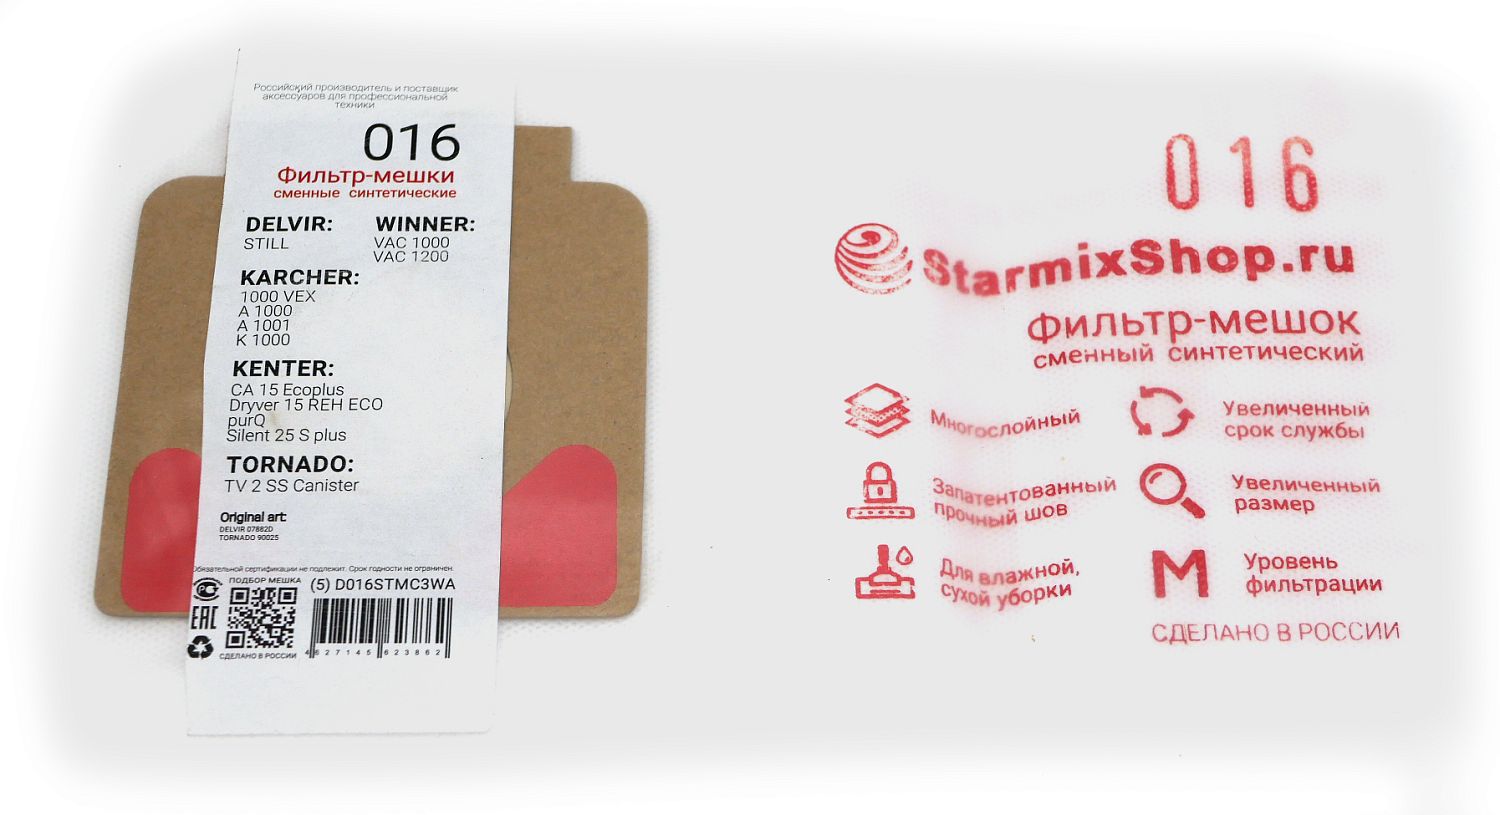 Российский производитель и поставщик
аксессуаров для профессиональной
техники
016
Фильтр-мешки
сменные синтетические
DELVIR:
STILL
WINNER:
VAC 1000
VAC 1200
KARCHER:
1000 VEX
A 1000
A 1001
K 1000
KENTER:
CA 15 Ecoplus
Dryver 15 REH ECO
purQ
Silent 25 S plus
TORNADO:
TV 2 SS Canister
Original art:
DELVIR 07882D
TORNADO 90025
Обязательной сертификации не подлежит. Срок годности не ограничен.
ПОДБОР МЕШКА
(5) D016STMC3WA
EAC
СДЕЛАНО В РОССИИ
4627145623862
016
StarmixShop.ru
Фильтр-мешок
сменный синтетический
Многослойный
Увеличенный
срок службы
Запатентованный
прочный шов
Увеличенный
размер
Для влажной,
сухой уборки
M
Уровень
фильтрации
СДЕЛАНО В РОССИИ